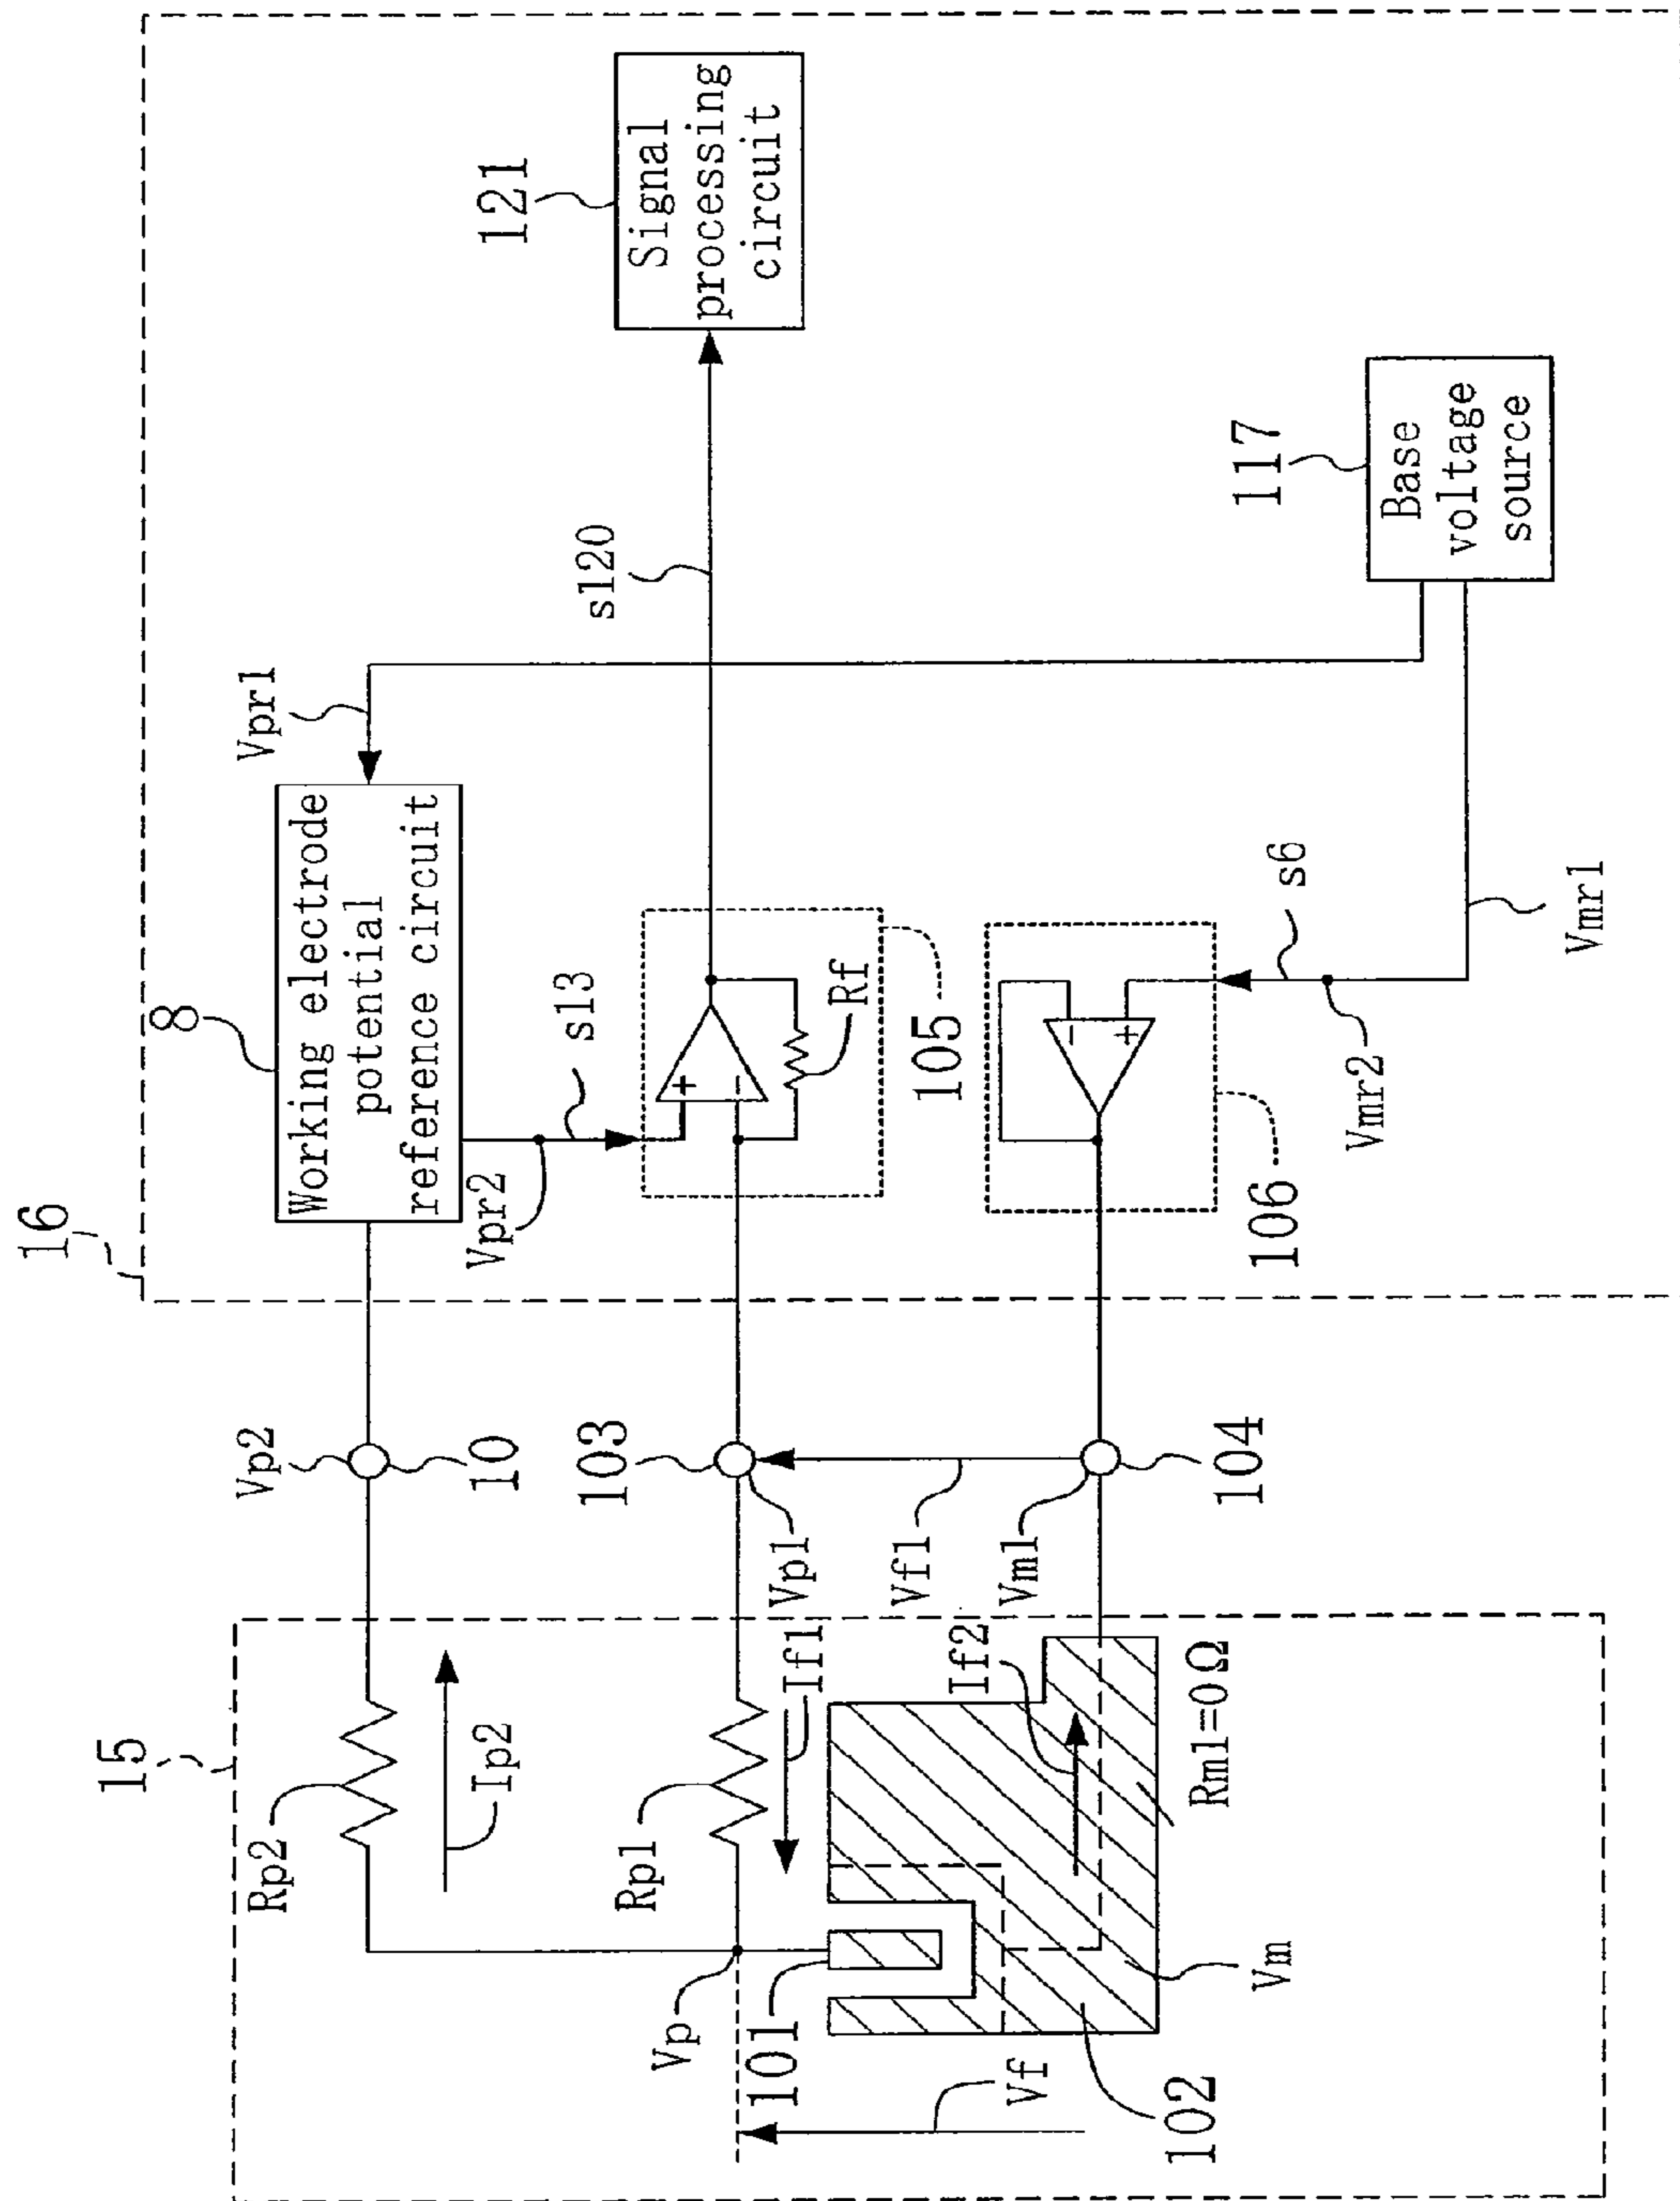 16
15
8
Working electrode
potential
reference circuit
Vpr1
Vp2
10
Rp2
Ip2
Vpr2
s13
s120
121
Signal
processing
circuit
103
Vp1
Rp1
If1
Rf
105
Vp
101
Vf1
Vm1
104
If2
Rm1=0Ω
106
s6
Vmr2
Vmr1
117
Base
voltage
source
Vf
102
Vm
+
−
−
+